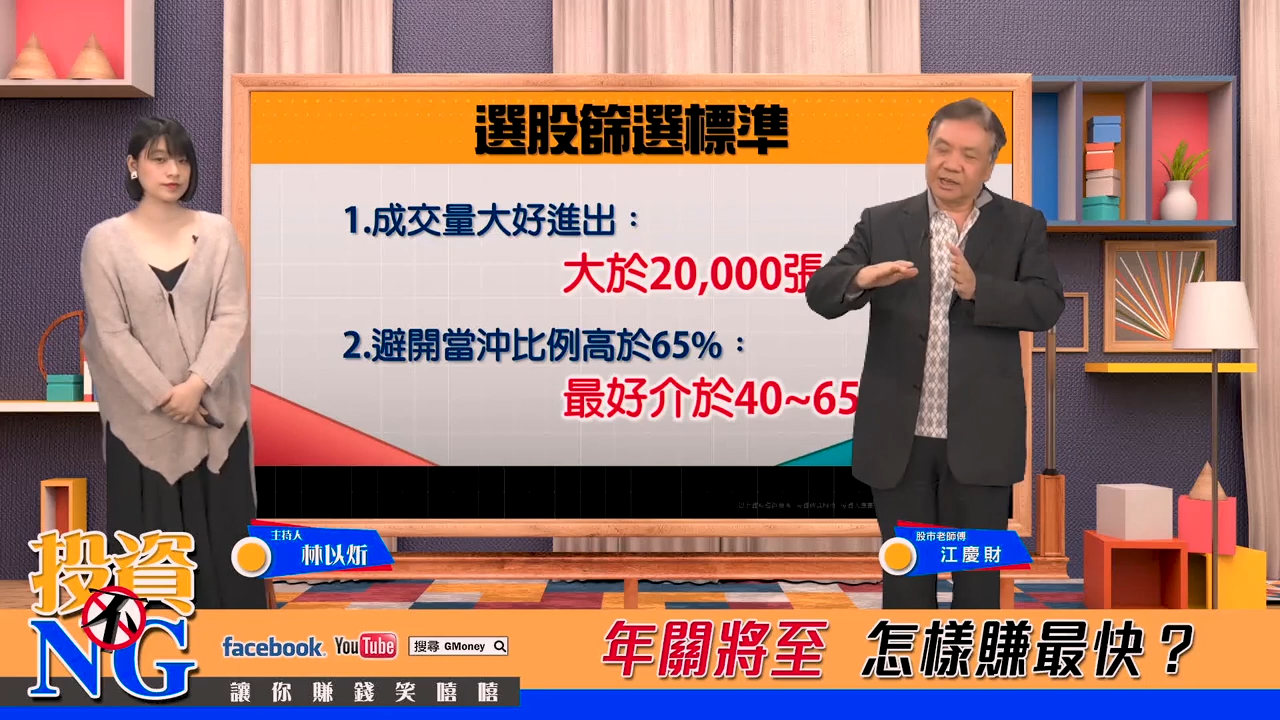 選股篩選標準
1.成交量大好進出：
大於20,000張
2.避開當沖比例高於65%：
最好介於40~65
主持人
林以炘
股市老師傅
江慶財
投資
不
NG
facebook.
YouTube
搜尋 GMoney
年關將至 怎樣賺最快？
讓你賺錢笑嘻嘻